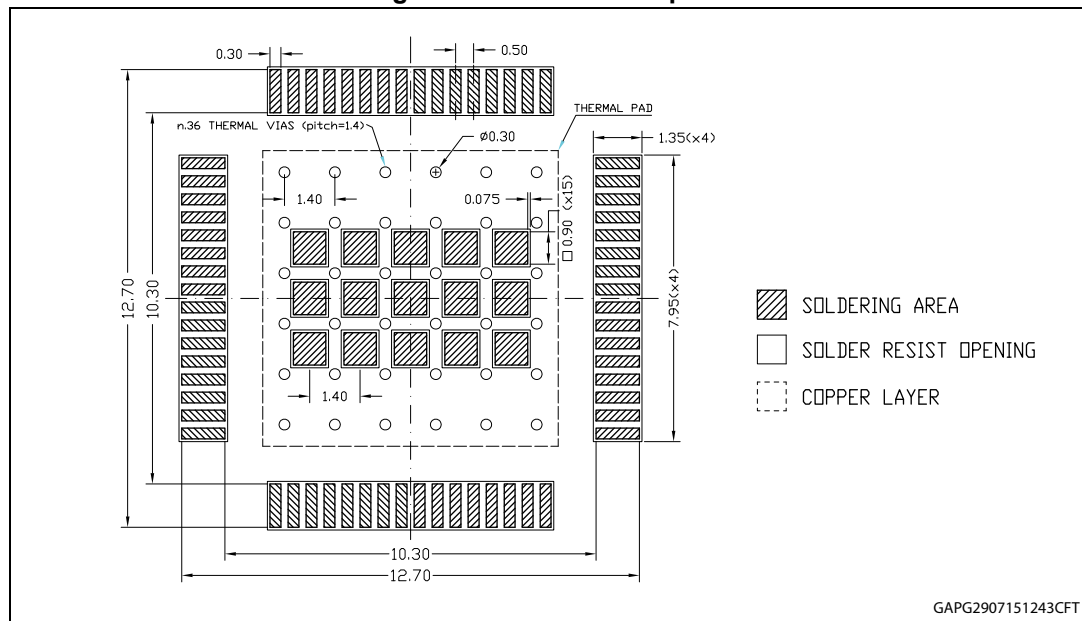 0.30
0.50
THERMAL PAD
n.36 THERMAL VIAS (pitch=1.4)
Ø0.30
1.35(x4)
1.40
0.075
□0.90 (x15)
12.70
10.30
7.95(x4)
SOLDERING AREA
SOLDER RESIST OPENING
COPPER LAYER
1.40
10.30
12.70
GAPG2907151243CFT